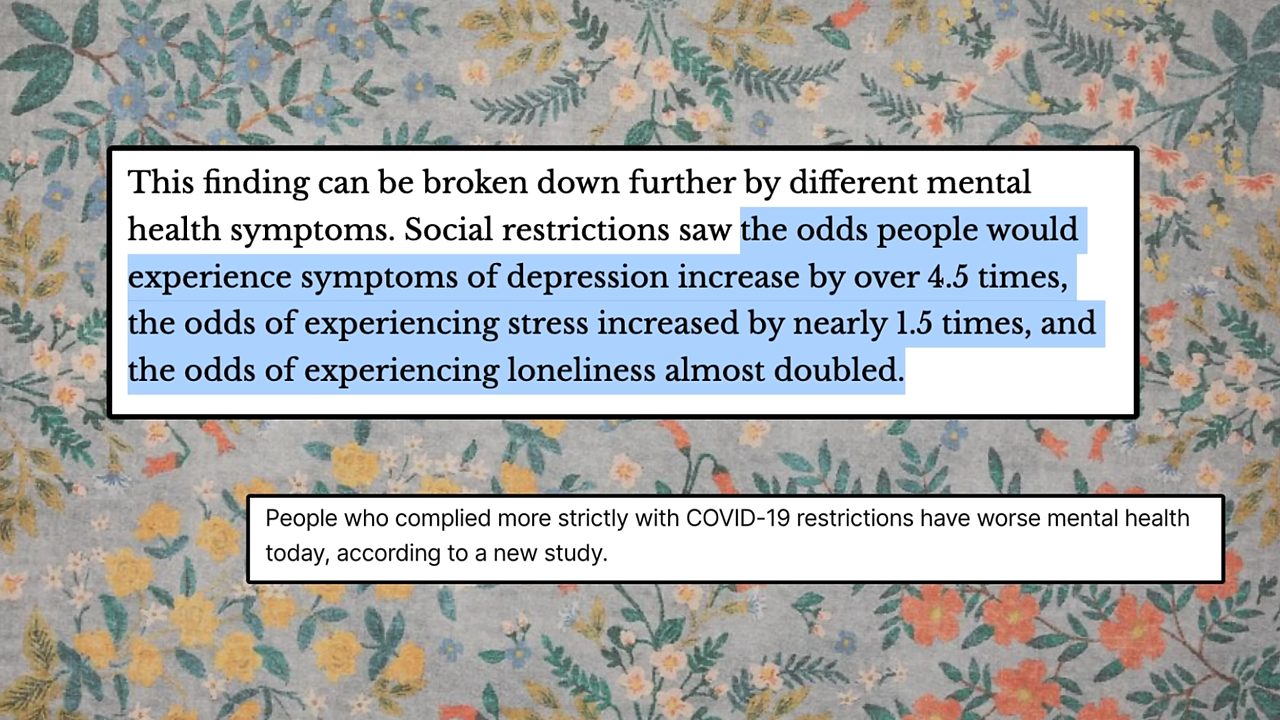 This finding can be broken down further by different mental
health symptoms. Social restrictions saw the odds people would
experience symptoms of depression increase by over 4.5 times,
the odds of experiencing stress increased by nearly 1.5 times, and
the odds of experiencing loneliness almost doubled.
People who complied more strictly with COVID-19 restrictions have worse mental health
today, according to a new study.